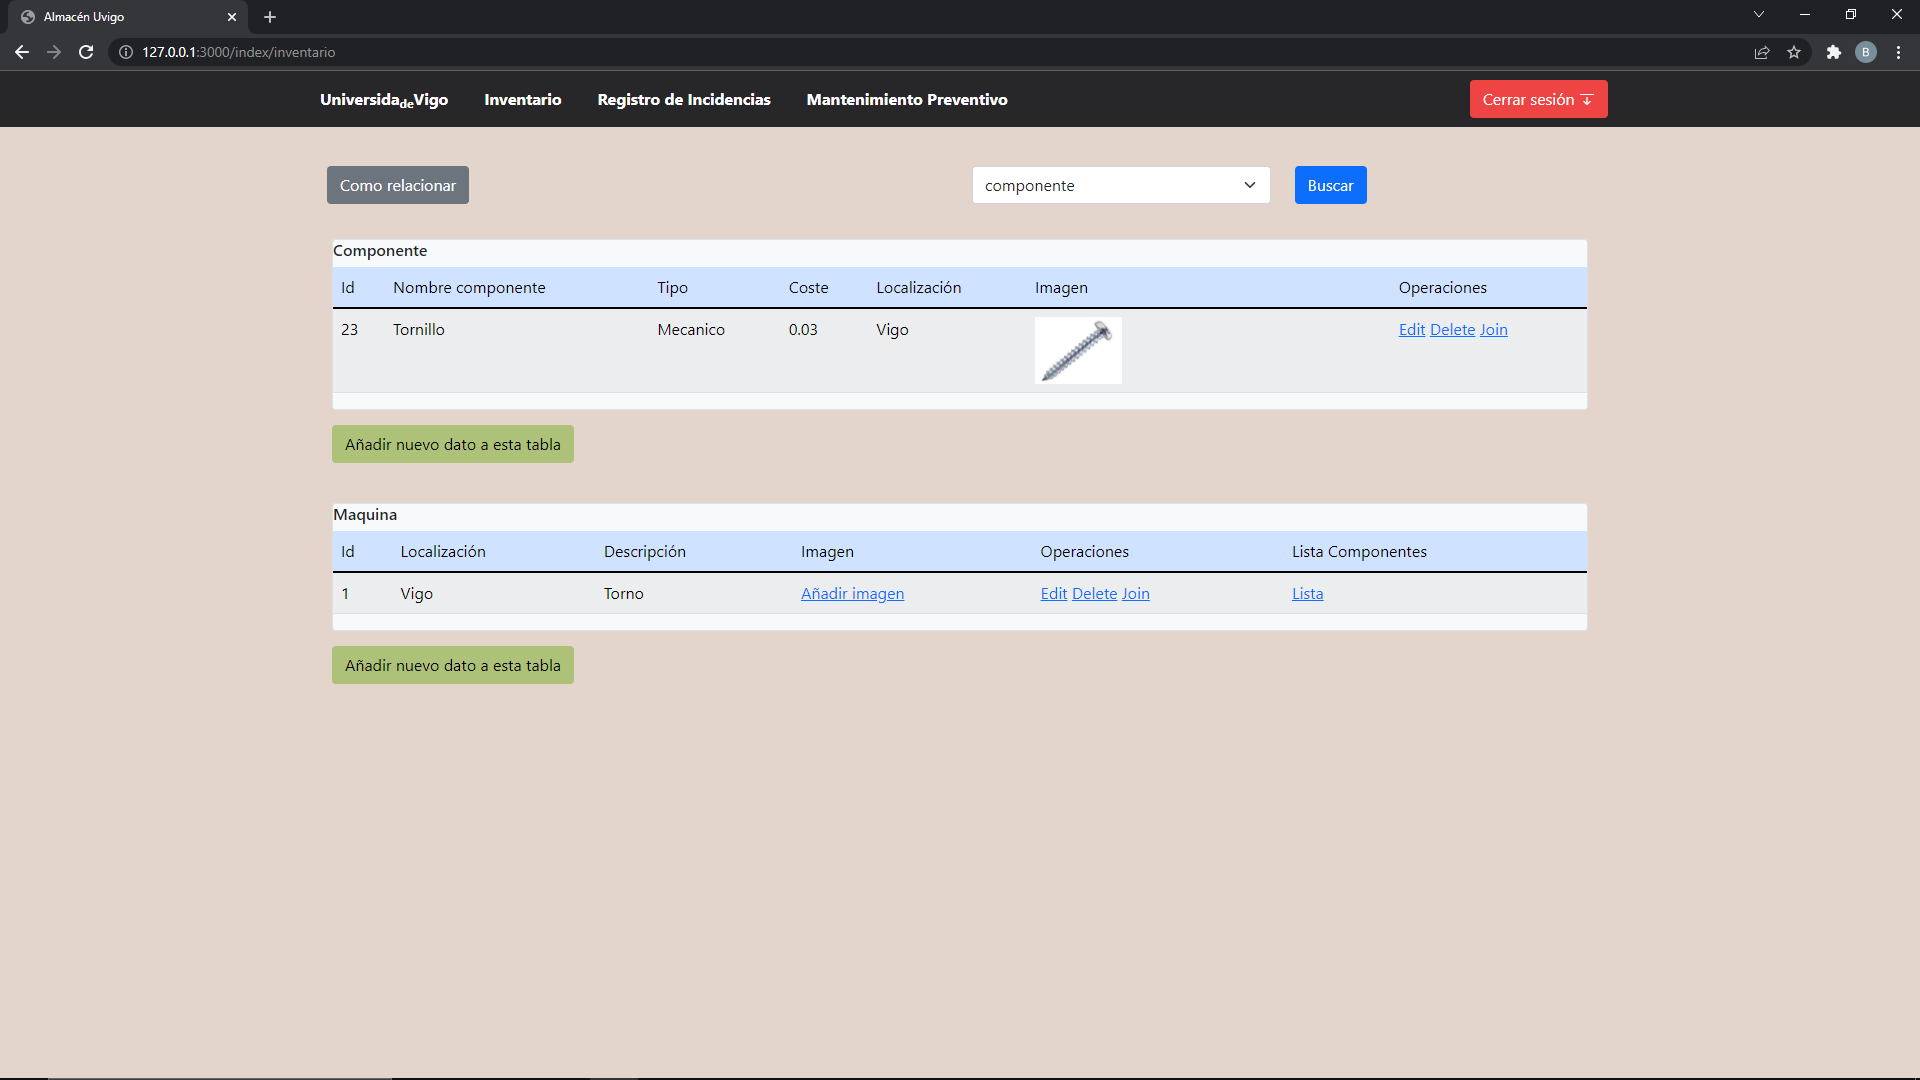 Almacén Uvigo
127.0.0.1:3000/index/inventario
B
UniversidadeVigo Inventario Registro de Incidencias Mantenimiento Preventivo Cerrar sesión
Como relacionar componente Buscar
Componente
Id Nombre componente Tipo Coste Localización Imagen Operaciones
23 Tornillo Mecanico 0.03 Vigo Edit Delete Join
Añadir nuevo dato a esta tabla
Maquina
Id Localización Descripción Imagen Operaciones Lista Componentes
1 Vigo Torno Añadir imagen Edit Delete Join Lista
Añadir nuevo dato a esta tabla